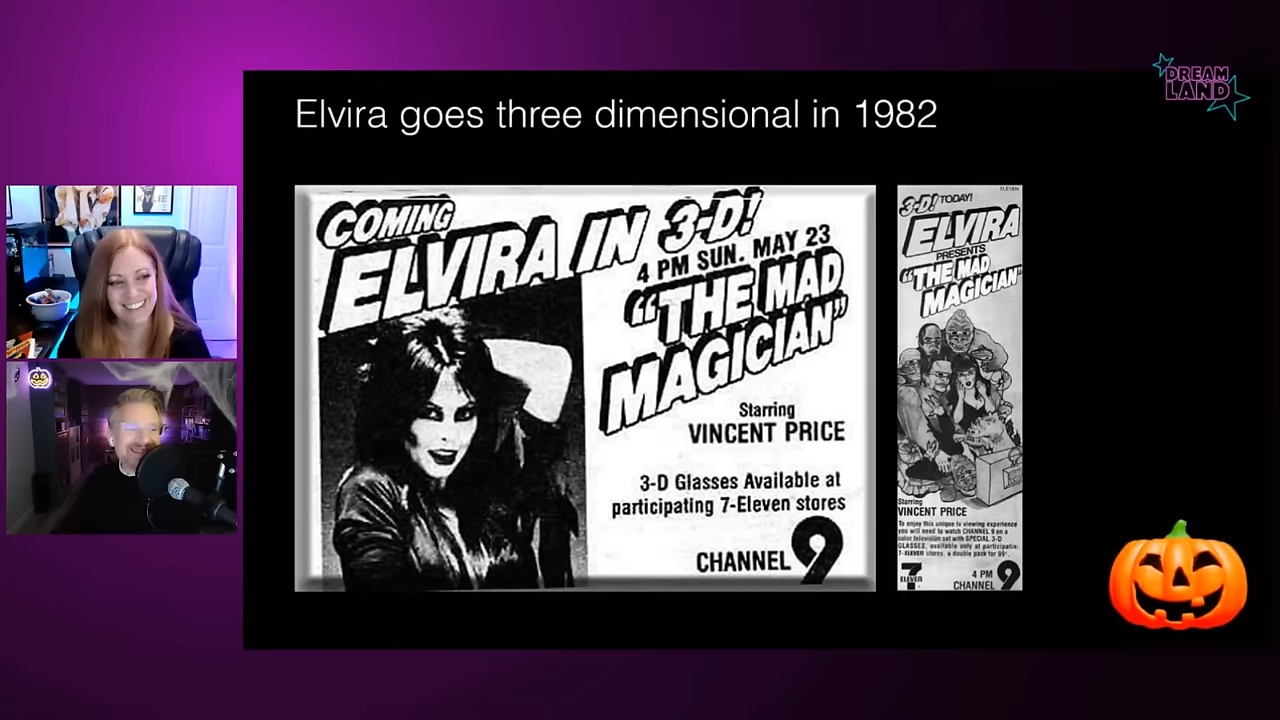 DREAM
LAND
Elvira goes three dimensional in 1982
KYLIE
COMING
ELVIRA IN 3-D!
4 PM SUN. MAY 23
"THE MAD
MAGICIAN"
Starring
VINCENT PRICE
3-D Glasses Available at
participating 7-Eleven stores
CHANNEL 9
3-D! TODAY!
ELVIRA
PRESENTS
"THE MAD
MAGICIAN"
Starring
VINCENT PRICE
To enjoy this unique tv viewing experience
you will need to watch CHANNEL 9 on a
color television set with SPECIAL 3-D
GLASSES, available only at participatin
7-ELEVEN stores, a double pack for 99¢.
7
ELEVEN
4 PM
CHANNEL 9